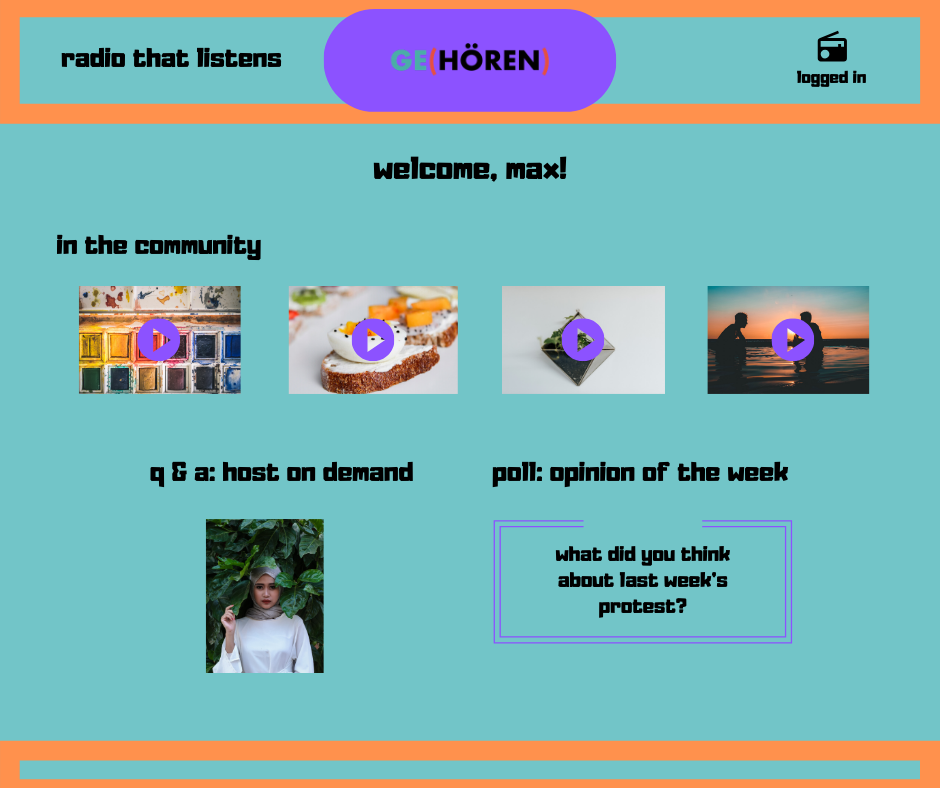 radio that listens
GE(HÖREN)
logged in
welcome, max!
in the community
q & a: host on demand
poll: opinion of the week
what did you think
about last week's
protest?